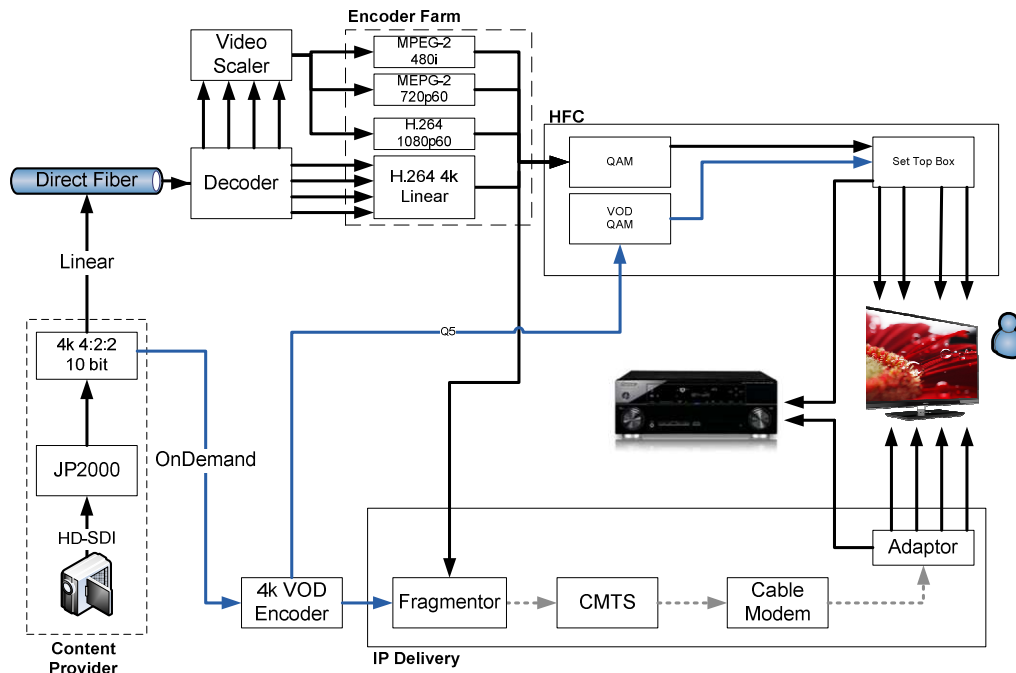 Encoder Farm
Video
Scaler
MPEG-2
480i
MEPG-2
720p60
H.264
1080p60
H.264 4k
Linear
Direct Fiber
Decoder
HFC
QAM
Set Top Box
VOD
QAM
Linear
4k 4:2:2
10 bit
Q5
OnDemand
JP2000
HD-SDI
4k VOD
Encoder
Fragmentor
CMTS
Cable
Modem
Adaptor
Content
Provider
IP Delivery